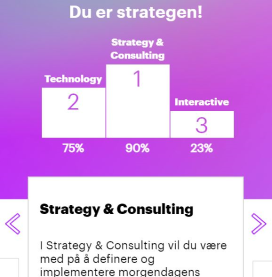 Du er strategen!
Strategy &
Consulting
Technology
1
2
Interactive
3
75%
90%
23%
Strategy & Consulting
I Strategy & Consulting vil du være
med på å definere og
implementere morgendagens